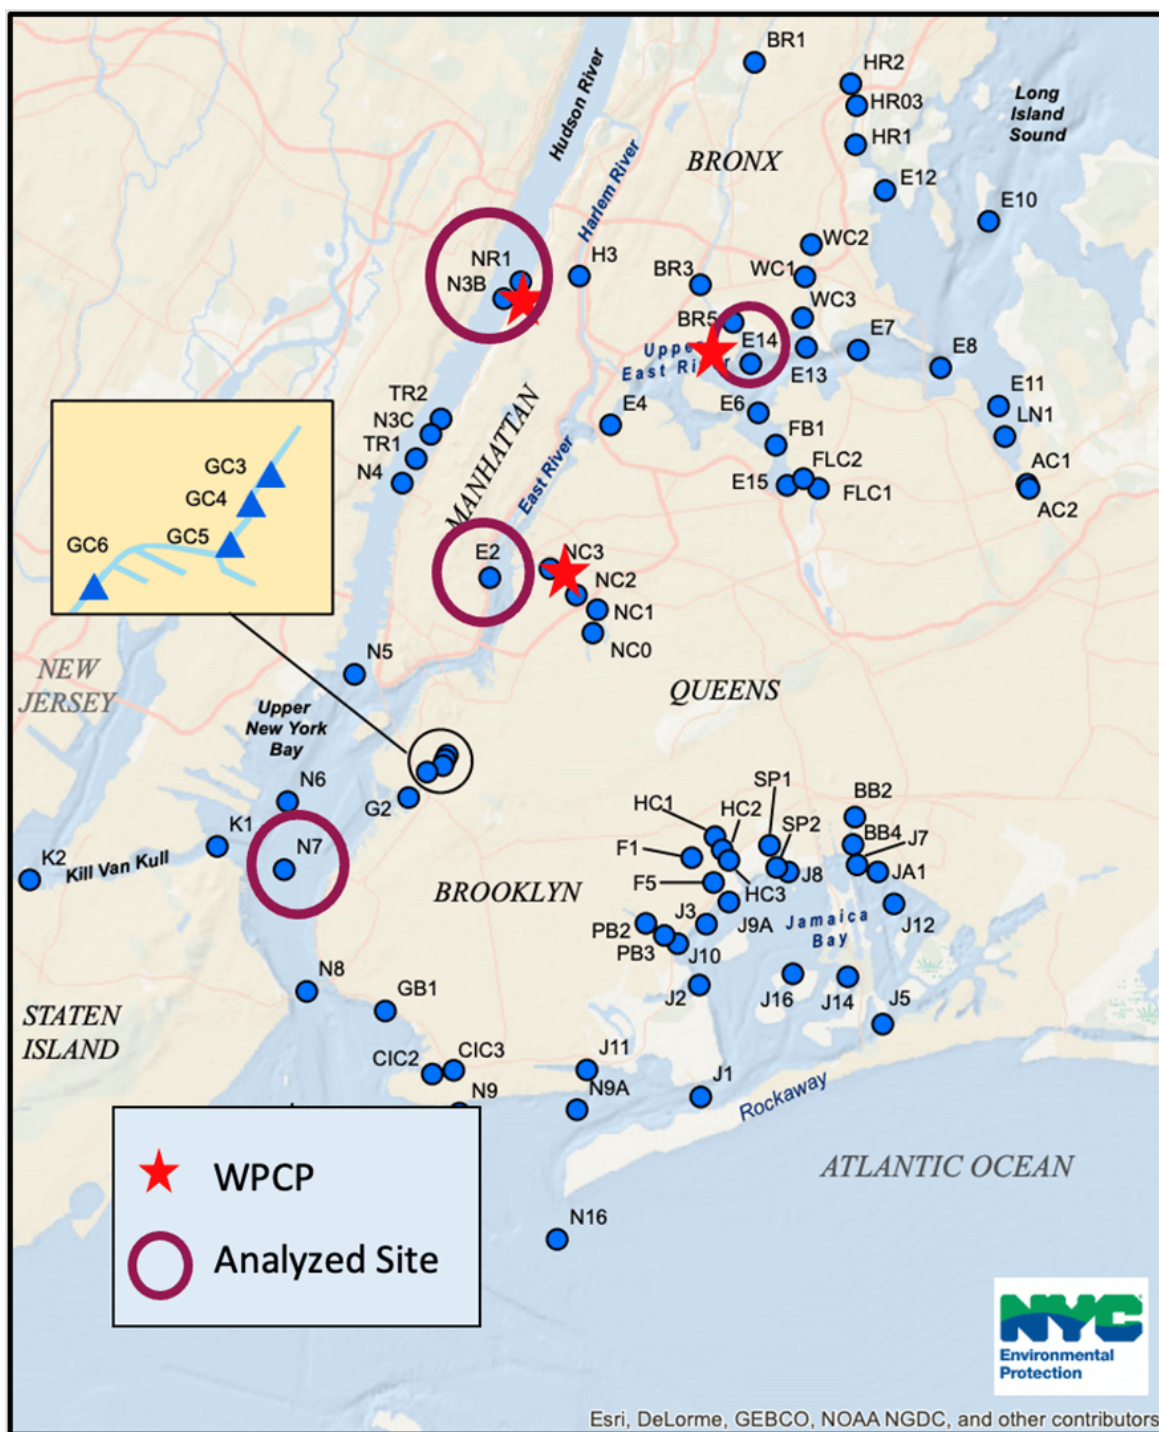 BR1
HR2
HR03
HR1
Hudson River
Long
Island
Sound
Harlem River
BRONX
E12
E10
NR1
N3B
H3
BR3
WC2
WC1
WC3
BR5
E14
Upper
East River
E13
E7
E8
TR2
N3C
TR1
N4
MANHATTAN
East River
E4
E6
FB1
E11
LN1
FLC2
E15
FLC1
AC1
AC2
GC3
GC4
GC5
GC6
E2
NC3
NC2
NC1
NC0
NEW
JERSEY
N5
QUEENS
Upper
New York
Bay
N6
G2
K1
K2
Kill Van Kull
N7
BROOKLYN
HC1
HC2
SP1
SP2
BB2
BB4
J7
F1
F5
HC3
J8
JA1
J3
J9A
Jamaica
Bay
J12
PB2
PB3
J10
J2
J16
J14
J5
N8
GB1
STATEN
ISLAND
CIC2
CIC3
N9
J11
N9A
J1
Rockaway
WPCP
Analyzed Site
ATLANTIC OCEAN
N16
NYC
Environmental
Protection
Esri, DeLorme, GEBCO, NOAA NGDC, and other contributors